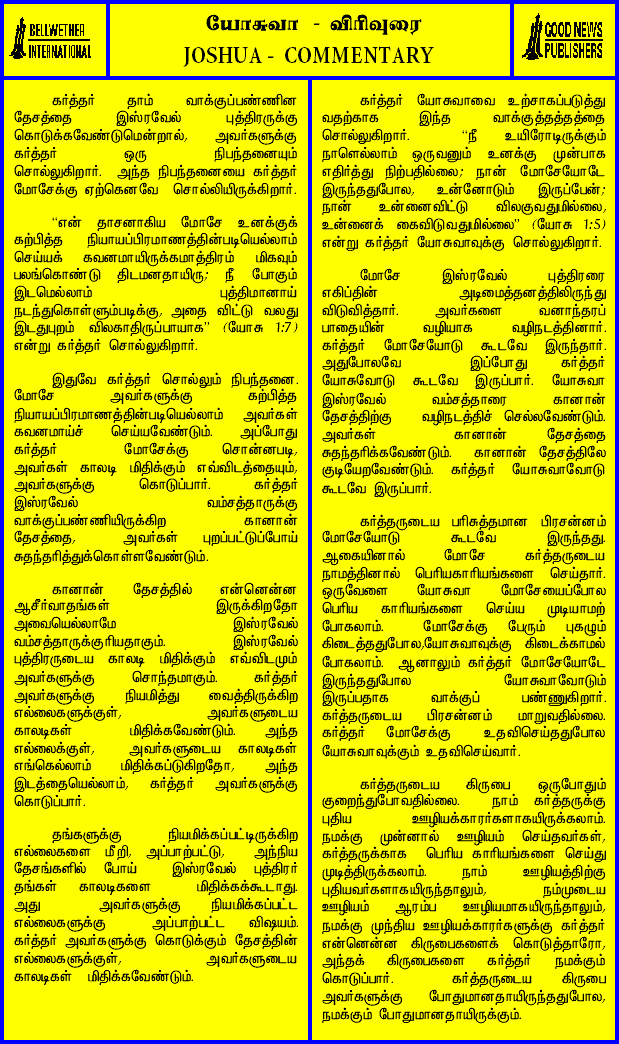 BELLWETHER
INTERNATIONAL
யோசுவா - விரிவுரை
JOSHUA - COMMENTARY
GOOD NEWS
PUBLISHERS
கர்த்தர் தாம் வாக்குப்பண்ணின
தேசத்தை இஸ்ரவேல் புத்திரருக்கு
கொடுக்கவேண்டுமென்றால், அவர்களுக்கு
கர்த்தர் ஒரு நிபந்தனையும்
சொல்லுகிறார். அந்த நிபந்தனையை கர்த்தர்
மோசேக்கு ஏற்கெனவே சொல்லியிருக்கிறார்.
“என் தாசனாகிய மோசே உனக்குக்
கற்பித்த நியாயப்பிரமாணத்தின்படியெல்லாம்
செய்யக் கவனமாயிருக்கமாத்திரம் மிகவும்
பலங்கொண்டு திடமனதாயிரு; நீ போகும்
இடமெல்லாம் புத்திமானாய்
நடந்துகொள்ளும்படிக்கு, அதை விட்டு வலது
இடதுபுறம் விலகாதிருப்பாயாக” (யோசு 1:7)
என்று கர்த்தர் சொல்லுகிறார்.
இதுவே கர்த்தர் சொல்லும் நிபந்தனை.
மோசே அவர்களுக்கு கற்பித்த
நியாயப்பிரமாணத்தின்படியெல்லாம் அவர்கள்
கவனமாய்ச் செய்யவேண்டும். அப்போது
கர்த்தர் மோசேக்கு சொன்னபடி,
அவர்கள் காலடி மிதிக்கும் எவ்விடத்தையும்,
அவர்களுக்கு கொடுப்பார். கர்த்தர்
இஸ்ரவேல் வம்சத்தாருக்கு
வாக்குப்பண்ணியிருக்கிற கானான்
தேசத்தை, அவர்கள் புறப்பட்டுப்போய்
சுதந்தரித்துக்கொள்ளவேண்டும்.
கானான் தேசத்தில் என்னென்ன
ஆசீர்வாதங்கள் இருக்கிறதோ
அவையெல்லாமே இஸ்ரவேல்
வம்சத்தாருக்குரியதாகும். இஸ்ரவேல்
புத்திரருடைய காலடி மிதிக்கும் எவ்விடமும்
அவர்களுக்கு சொந்தமாகும். கர்த்தர்
அவர்களுக்கு நியமித்து வைத்திருக்கிற
எல்லைகளுக்குள், அவர்களுடைய
காலடிகள் மிதிக்கவேண்டும். அந்த
எல்லைக்குள், அவர்களுடைய காலடிகள்
எங்கெல்லாம் மிதிக்கப்படுகிறதோ, அந்த
இடத்தையெல்லாம், கர்த்தர் அவர்களுக்கு
கொடுப்பார்.
தங்களுக்கு நியமிக்கப்பட்டிருக்கிற
எல்லைகளை மீறி, அப்பாற்பட்டு, அந்நிய
தேசங்களில் போய் இஸ்ரவேல் புத்திரர்
தங்கள் காலடிகளை மிதிக்கக்கூடாது.
அது அவர்களுக்கு நியமிக்கப்பட்ட
எல்லைகளுக்கு அப்பாற்பட்ட விஷயம்.
கர்த்தர் அவர்களுக்கு கொடுக்கும் தேசத்தின்
எல்லைகளுக்குள், அவர்களுடைய
காலடிகள் மிதிக்கவேண்டும்.
கர்த்தர் யோசுவாவை உற்சாகப்படுத்து
வதற்காக இந்த வாக்குத்தத்தத்தை
சொல்லுகிறார். “நீ உயிரோடிருக்கும்
நாளெல்லாம் ஒருவனும் உனக்கு முன்பாக
எதிர்த்து நிற்பதில்லை; நான் மோசேயோடே
இருந்ததுபோல, உன்னோடும் இருப்பேன்;
நான் உன்னைவிட்டு விலகுவதுமில்லை,
உன்னைக் கைவிடுவதுமில்லை” (யோசு 1:5)
என்று கர்த்தர் யோசுவாவுக்கு சொல்லுகிறார்.
மோசே இஸ்ரவேல் புத்திரரை
எகிப்தின் அடிமைத்தனத்திலிருந்து
விடுவித்தார். அவர்களை வனாந்தரப்
பாதையின் வழியாக வழிநடத்தினார்.
கர்த்தர் மோசேயோடு கூடவே இருந்தார்.
அதுபோலவே இப்போது கர்த்தர்
யோசுவோடு கூடவே இருப்பார். யோசுவா
இஸ்ரவேல் வம்சத்தாரை கானான்
தேசத்திற்கு வழிநடத்திச் செல்லவேண்டும்.
அவர்கள் கானான் தேசத்தை
சுதந்தரிக்கவேண்டும். கானான் தேசத்திலே
குடியேறவேண்டும். கர்த்தர் யோசுவாவோடு
கூடவே இருப்பார்.
கர்த்தருடைய பரிசுத்தமான பிரசன்னம்
மோசேயோடு கூடவே இருந்தது.
ஆகையினால் மோசே கர்த்தருடைய
நாமத்தினால் பெரியகாரியங்களை செய்தார்.
ஒருவேளை யோசுவா மோசேயைப்போல
பெரிய காரியங்களை செய்ய முடியாமற்
போகலாம். மோசேக்கு பேரும் புகழும்
கிடைத்ததுபோல,யோசுவாவுக்கு கிடைக்காமல்
போகலாம். ஆனாலும் கர்த்தர் மோசேயோடே
இருந்ததுபோல யோசுவாவோடும்
இருப்பதாக வாக்குப் பண்ணுகிறார்.
கர்த்தருடைய பிரசன்னம் மாறுவதில்லை.
கர்த்தர் மோசேக்கு உதவிசெய்ததுபோல
யோசுவாவுக்கும் உதவிசெய்வார்.
கர்த்தருடைய கிருபை ஒருபோதும்
குறைந்துபோவதில்லை. நாம் கர்த்தருக்கு
புதிய ஊழியக்காரர்களாகயிருக்கலாம்.
நமக்கு முன்னால் ஊழியம் செய்தவர்கள்,
கர்த்தருக்காக பெரிய காரியங்களை செய்து
முடித்திருக்கலாம். நாம் ஊழியத்திற்கு
புதியவர்களாகயிருந்தாலும், நம்முடைய
ஊழியம் ஆரம்ப ஊழியமாகயிருந்தாலும்,
நமக்கு முந்திய ஊழியக்காரர்களுக்கு கர்த்தர்
என்னென்ன கிருபைகளைக் கொடுத்தாரோ,
அந்தக் கிருபைகளை கர்த்தர் நமக்கும்
கொடுப்பார். கர்த்தருடைய கிருபை
அவர்களுக்கு போதுமானதாயிருந்ததுபோல,
நமக்கும் போதுமானதாயிருக்கும்.